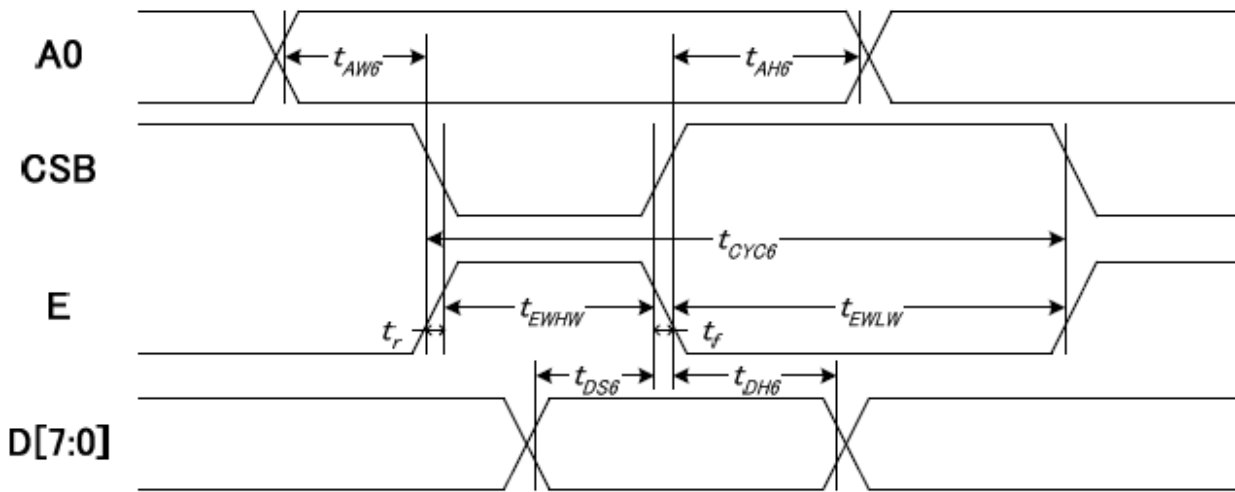 A0
t_AW6
t_AH6
CSB
t_CYC6
E
t_r
t_EWHW
t_f
t_EWLW
t_DS6
t_DH6
D[7:0]